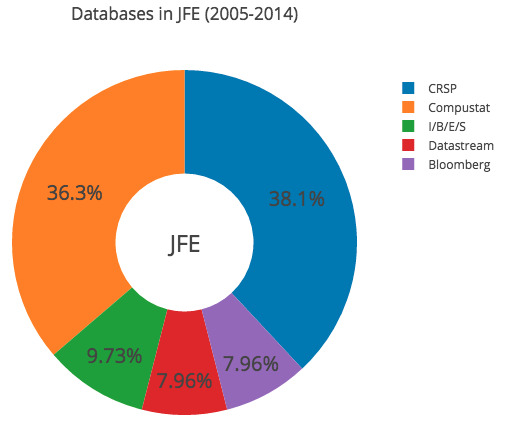 Databases in JFE (2005-2014)
CRSP
Compustat
I/B/E/S
Datastream
Bloomberg
36.3%
38.1%
JFE
9.73%
7.96%
7.96%